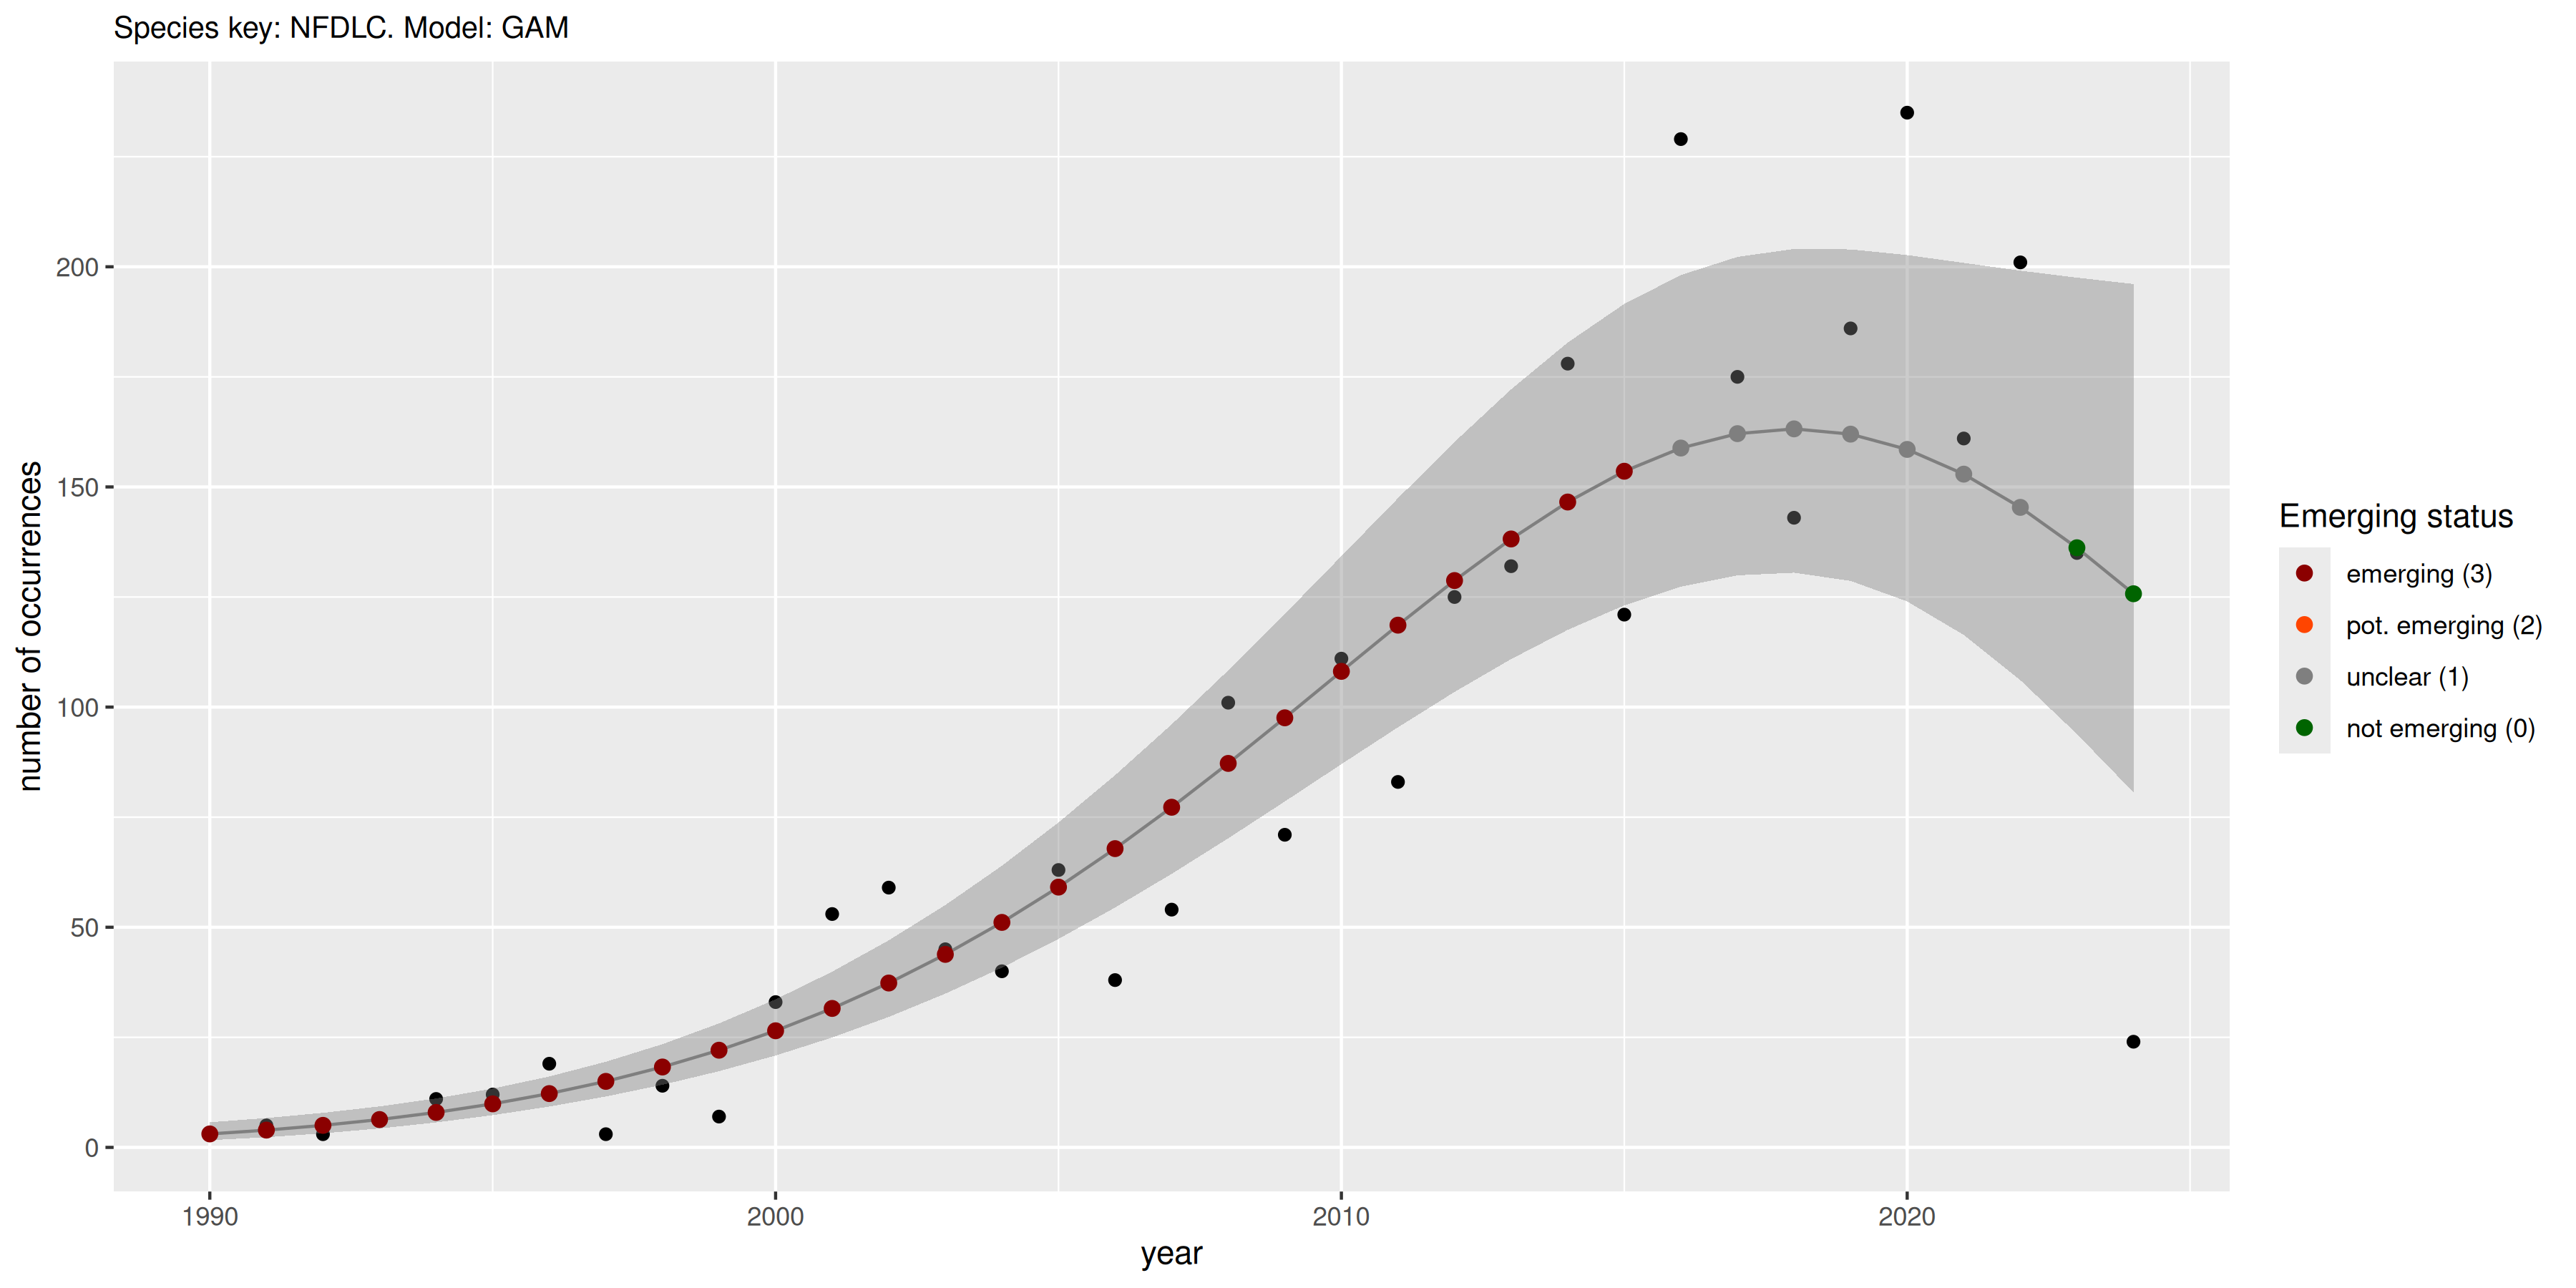 Species key: NFDLC. Model: GAM
number of occurrences
200
150
100
50
0
1990
2000
2010
2020
year
Emerging status
emerging (3)
pot. emerging (2)
unclear (1)
not emerging (0)